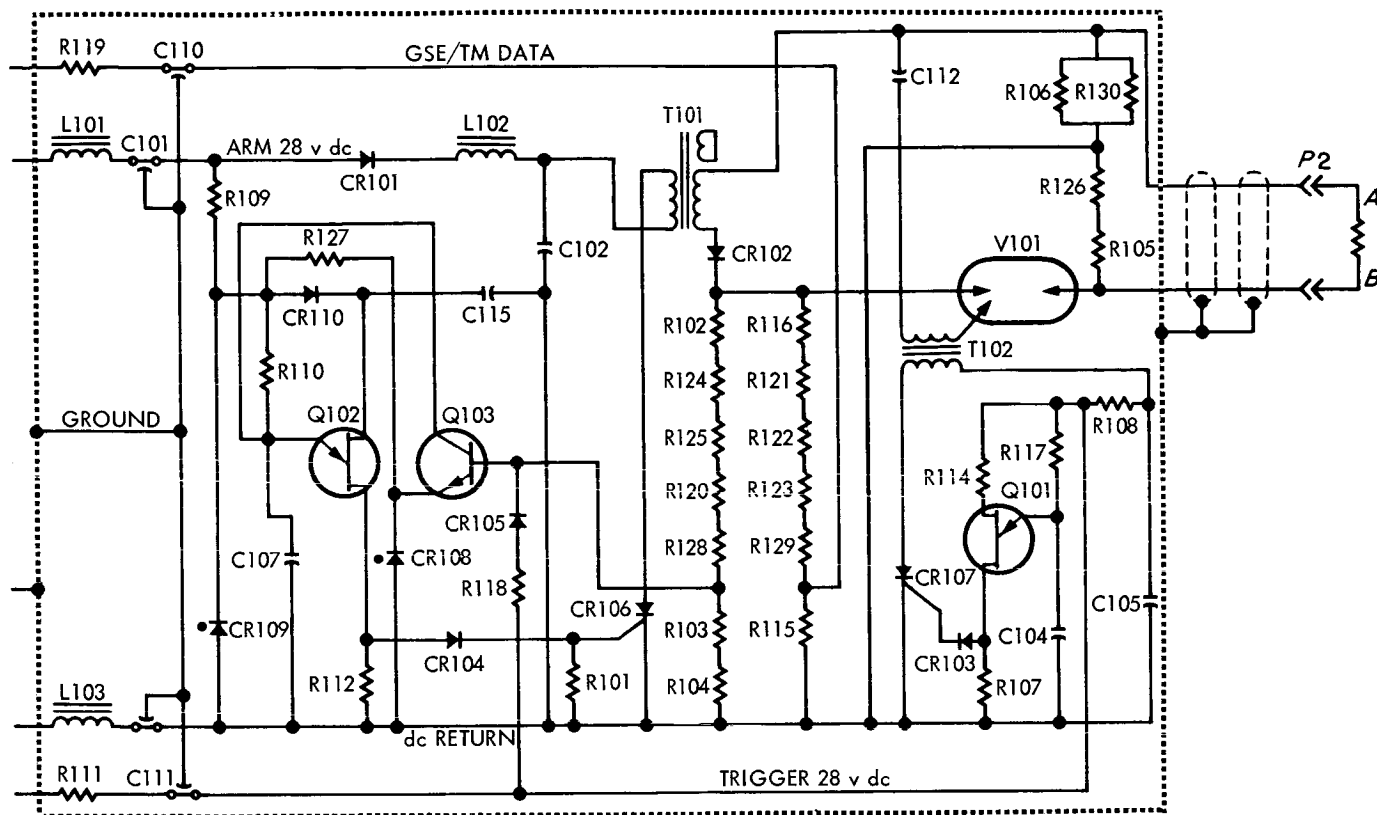 R119
C110
GSE/TM DATA
C112
R106
R130
T101
L101
C101
ARM 28 v dc
L102
CR101
P2
A
R109
R126
R127
C102
V101
R105
CR102
B
CR110
C115
R102
R116
T102
R110
R124
R121
GROUND
Q102
Q103
R125
R122
R108
R117
R114
Q101
R120
R123
CR105
C107
CR108
R128
R129
R118
CR107
CR106
C105
CR109
R103
R115
C104
CR104
CR103
L103
R112
R101
R104
R107
dc RETURN
R111
C111
TRIGGER 28 v dc